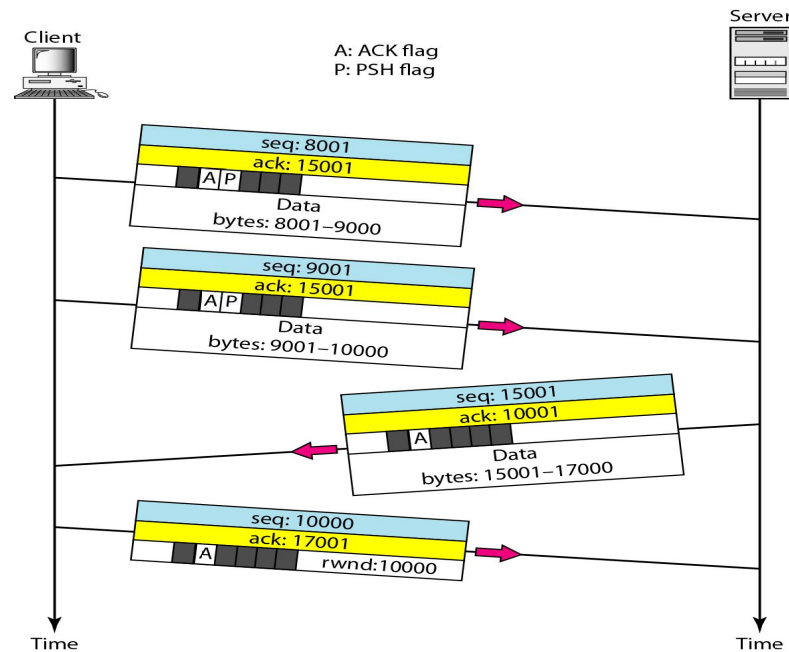 Client
Server
A: ACK flag
P: PSH flag
seq: 8001
ack: 15001
A P
Data
bytes: 8001–9000
seq: 9001
ack: 15001
A P
Data
bytes: 9001–10000
seq: 15001
ack: 10001
A
Data
bytes: 15001–17000
seq: 10000
ack: 17001
A
rwnd:10000
Time
Time